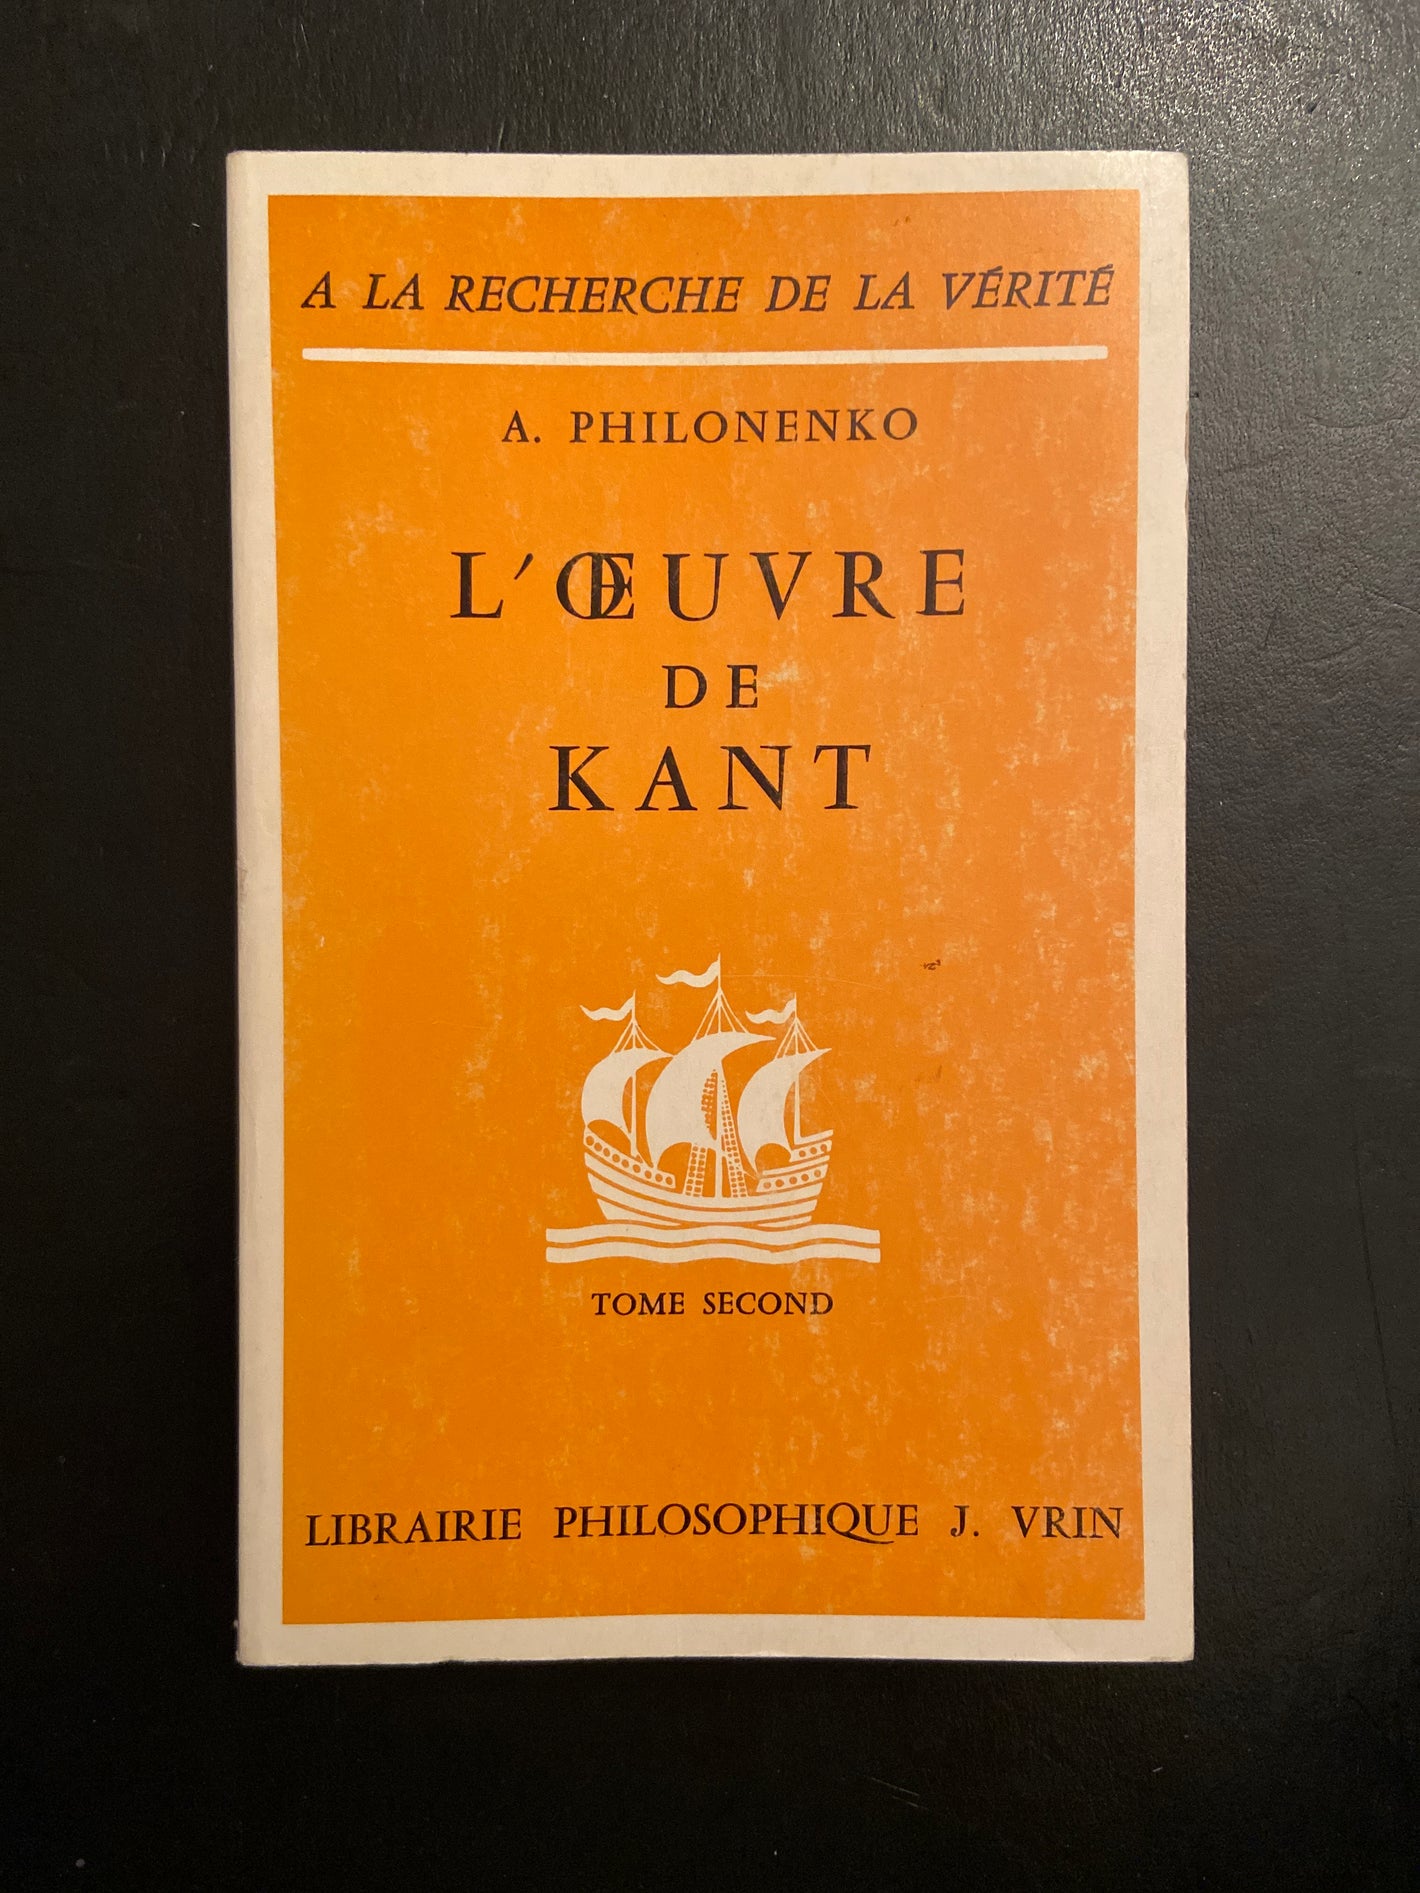 A LA RECHERCHE DE LA VÉRITÉ
A. PHILONENKO
L'ŒUVRE
DE
KANT
TOME SECOND
LIBRAIRIE PHILOSOPHIQUE J. VRIN